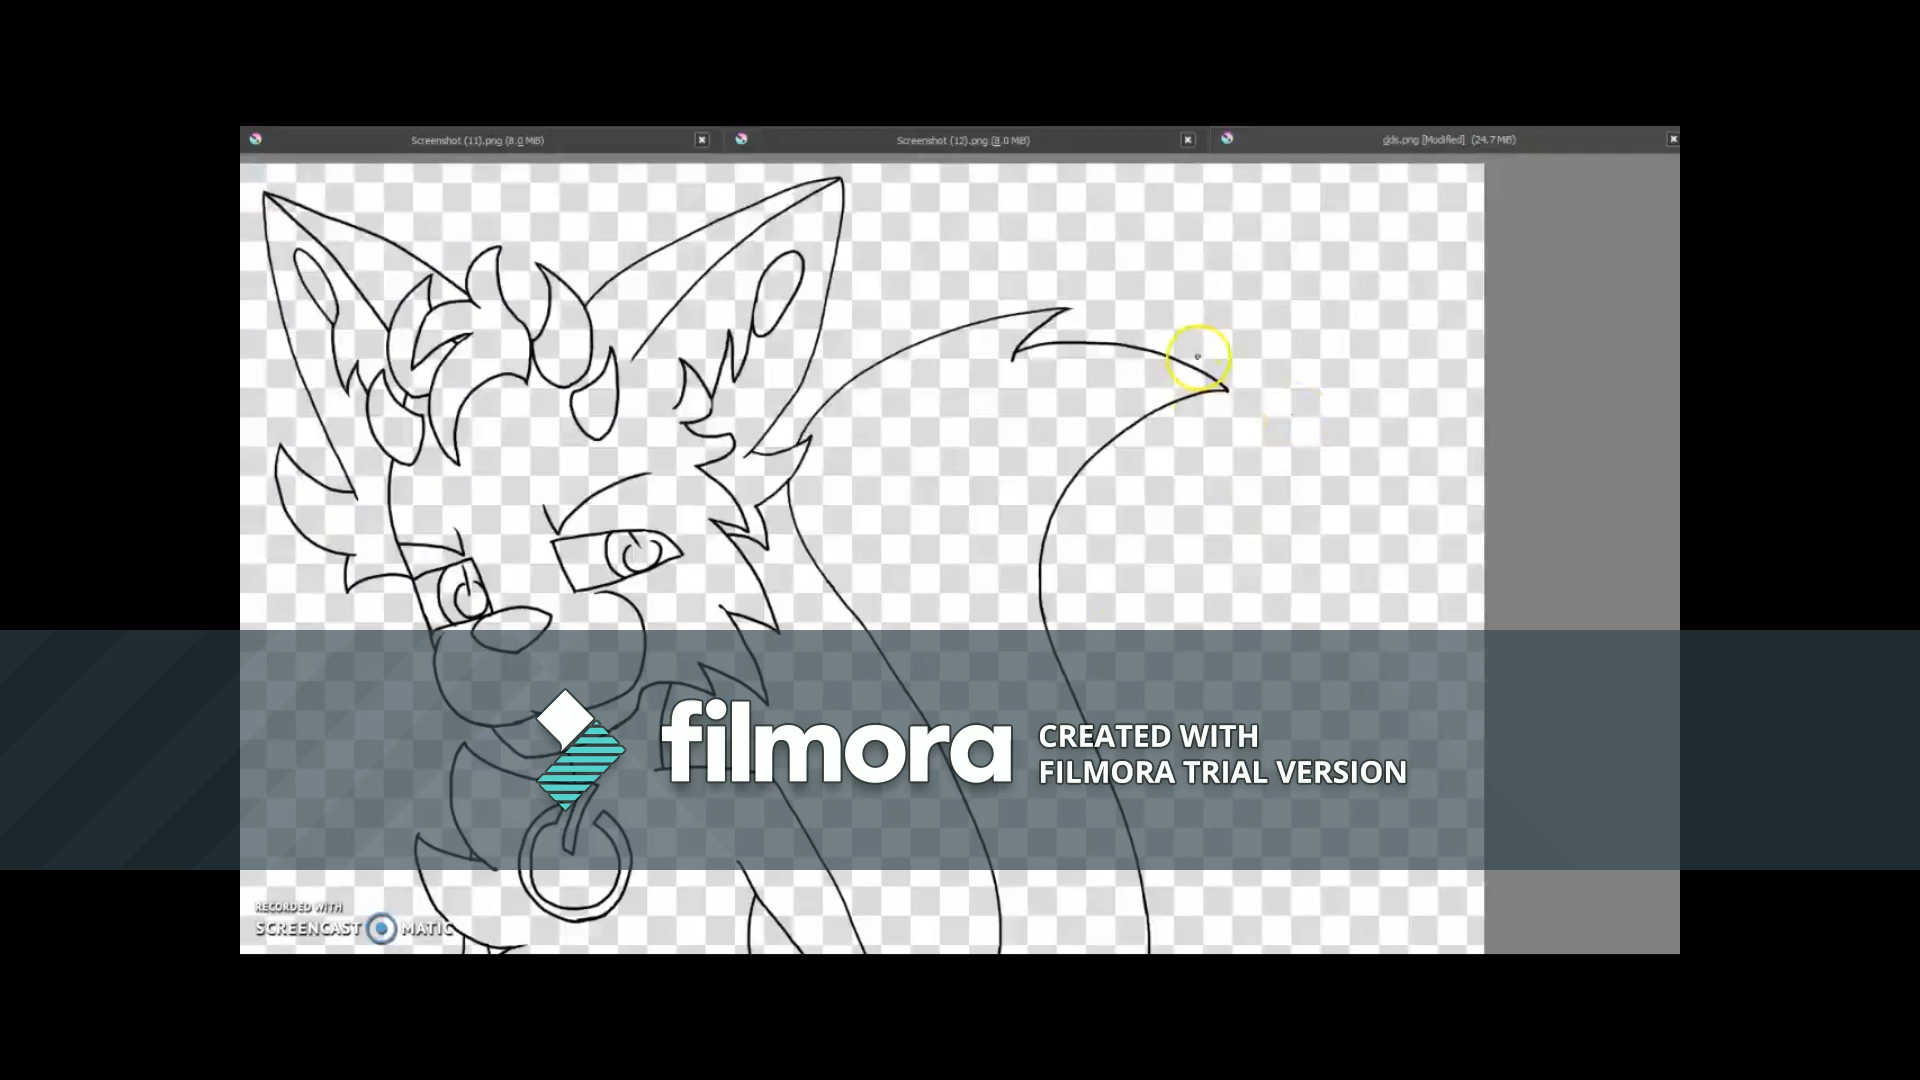 Screenshot (11).png (8.0 MiB)
Screenshot (12).png (8.0 MiB)
dds.png [Modified] (24.7 MiB)
filmora
CREATED WITH
FILMORA TRIAL VERSION
RECORDED WITH
SCREENCAST MATIC